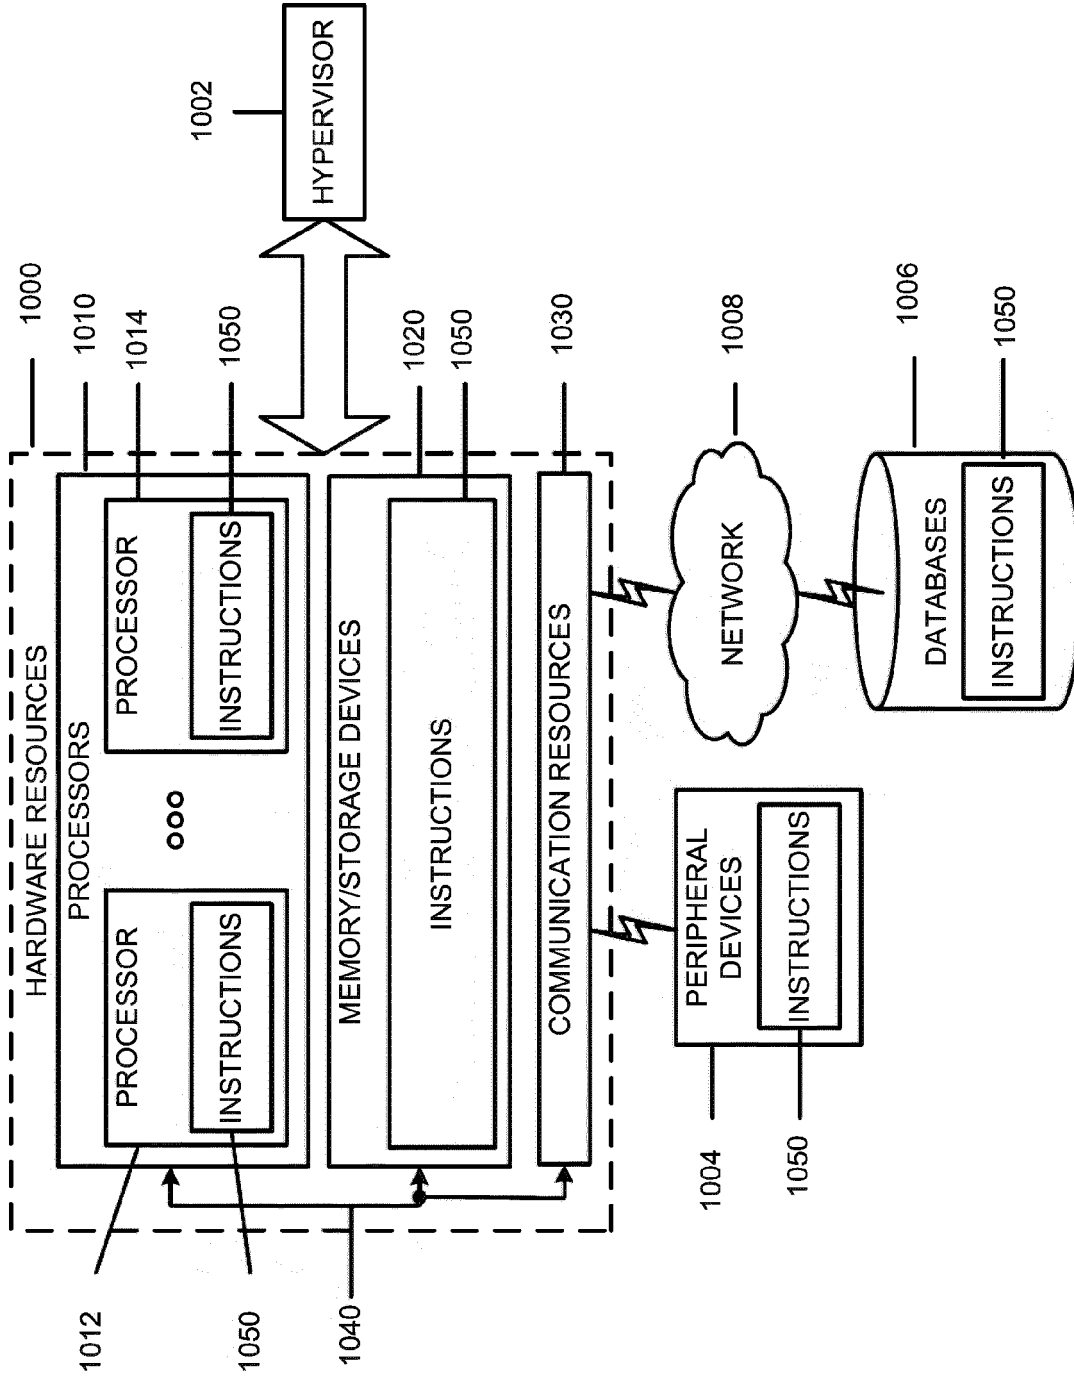 HARDWARE RESOURCES
1000
PROCESSORS
1010
PROCESSOR
INSTRUCTIONS
PROCESSOR
INSTRUCTIONS
1012
1050
1014
1050
1002
HYPERVISOR
MEMORY/STORAGE DEVICES
1020
INSTRUCTIONS
1050
1040
COMMUNICATION RESOURCES
1030
PERIPHERAL
DEVICES
INSTRUCTIONS
1004
1050
NETWORK
1008
DATABASES
INSTRUCTIONS
1006
1050